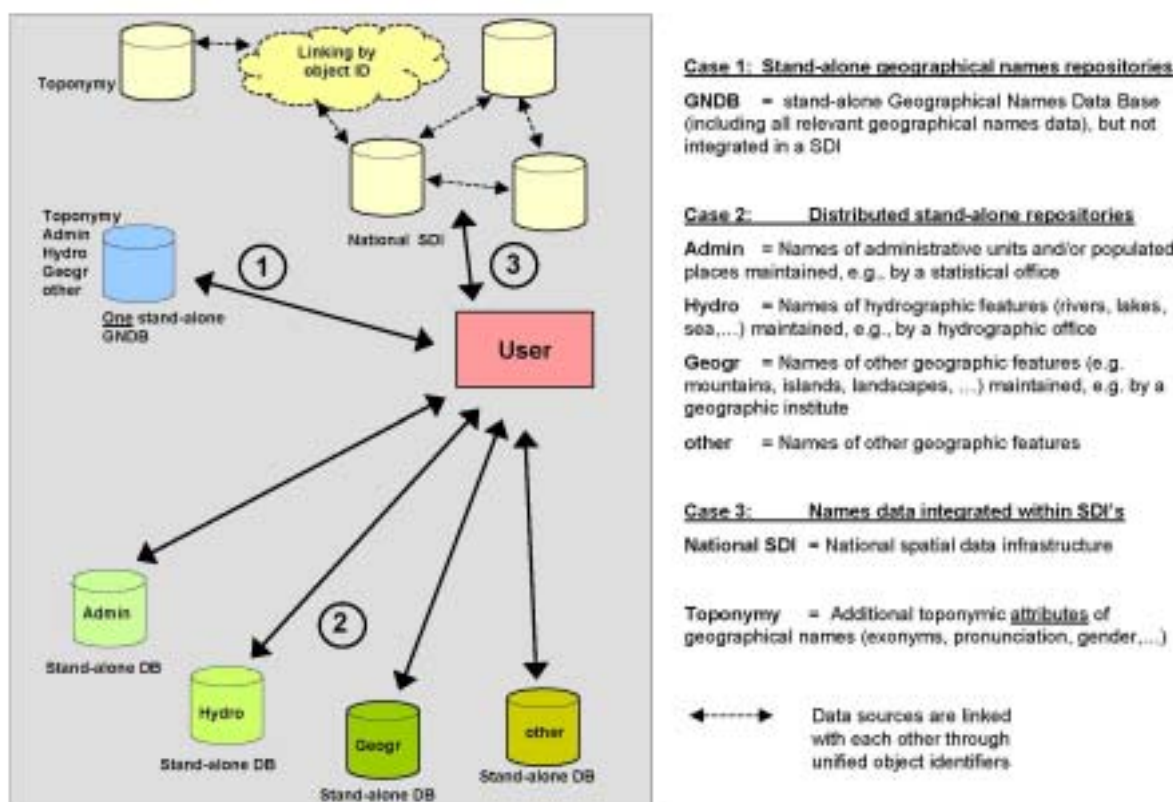 Linking by
object ID
Toponymy
Toponymy
Admin
Hydro
Geogr
other
One stand-alone
GNDB
1
National SDI
3
User
2
Admin
Stand-alone DB
Hydro
Stand-alone DB
Geogr
Stand-alone DB
other
Stand-alone DB
Case 1: Stand-alone geographical names repositories
GNDB = stand-alone Geographical Names Data Base
(including all relevant geographical names data), but not
integrated in a SDI
Case 2: Distributed stand-alone repositories
Admin = Names of administrative units and/or populated
places maintained, e.g., by a statistical office
Hydro = Names of hydrographic features (rivers, lakes,
sea,...) maintained, e.g., by a hydrographic office
Geogr = Names of other geographic features (e.g.
mountains, islands, landscapes, ...) maintained, e.g. by a
geographic institute
other = Names of other geographic features
Case 3: Names data integrated within SDI's
National SDI = National spatial data infrastructure
Toponymy = Additional toponymic attributes of
geographical names (exonyms, pronunciation, gender,...)
Data sources are linked
with each other through
unified object identifiers